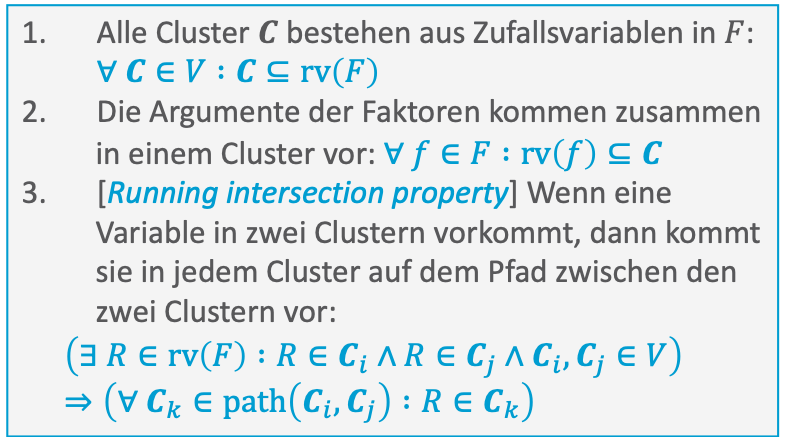 1. Alle Cluster 𝑪 bestehen aus Zufallsvariablen in 𝐹:
∀ 𝑪 ∈ 𝑉 : 𝑪 ⊆ rv(𝐹)
2. Die Argumente der Faktoren kommen zusammen
in einem Cluster vor: ∀ 𝑓 ∈ 𝐹 : rv(𝑓) ⊆ 𝑪
3. [Running intersection property] Wenn eine
Variable in zwei Clustern vorkommt, dann kommt
sie in jedem Cluster auf dem Pfad zwischen den
zwei Clustern vor:
(∃ 𝑅 ∈ rv(𝐹) : 𝑅 ∈ 𝑪ᵢ ∧ 𝑅 ∈ 𝑪ⱼ ∧ 𝑪ᵢ, 𝑪ⱼ ∈ 𝑉)
⇒ (∀ 𝑪ₖ ∈ path(𝑪ᵢ, 𝑪ⱼ) : 𝑅 ∈ 𝑪ₖ)